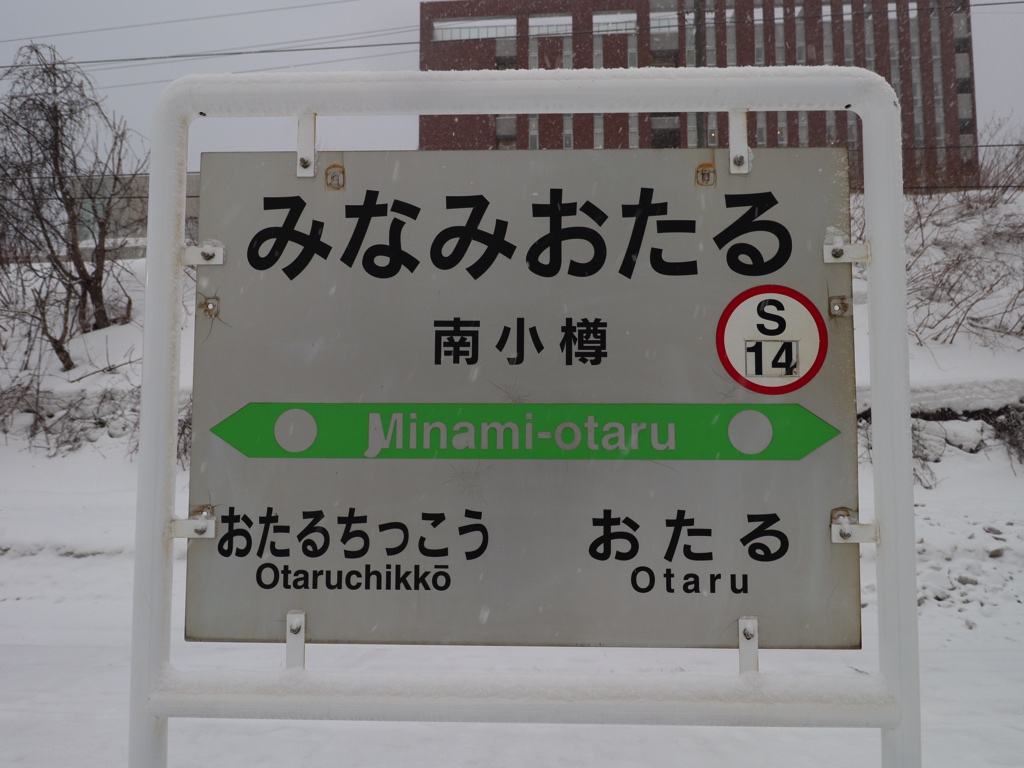 みなみおたる
南小樽
S
14
Minami-otaru
おたるちっこう
Otaruchikkō
おたる
Otaru